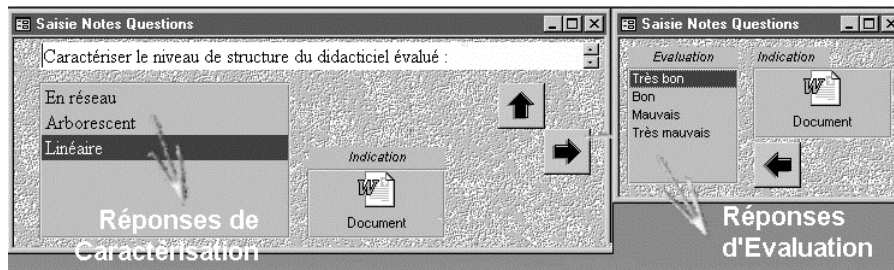 Saisie Notes Questions
Caractériser le niveau de structure du didacticiel évalué :
En réseau
Arborescent
Linéaire
Indication
Document
Réponses de
Caractérisation
Saisie Notes Questions
Evaluation
Indication
Très bon
Bon
Mauvais
Très mauvais
Document
Réponses
d'Evaluation